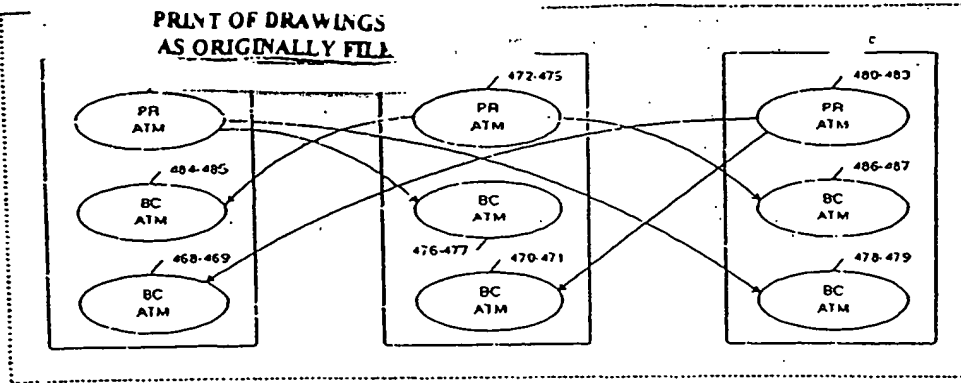 PRINT OF DRAWINGS
AS ORIGINALLY
c
472-475
480-483
PR
ATM
PR
ATM
PR
ATM
484-485
486-487
BC
ATM
BC
ATM
BC
ATM
476-477
468-469
470-471
478-479
BC
ATM
BC
ATM
BC
ATM